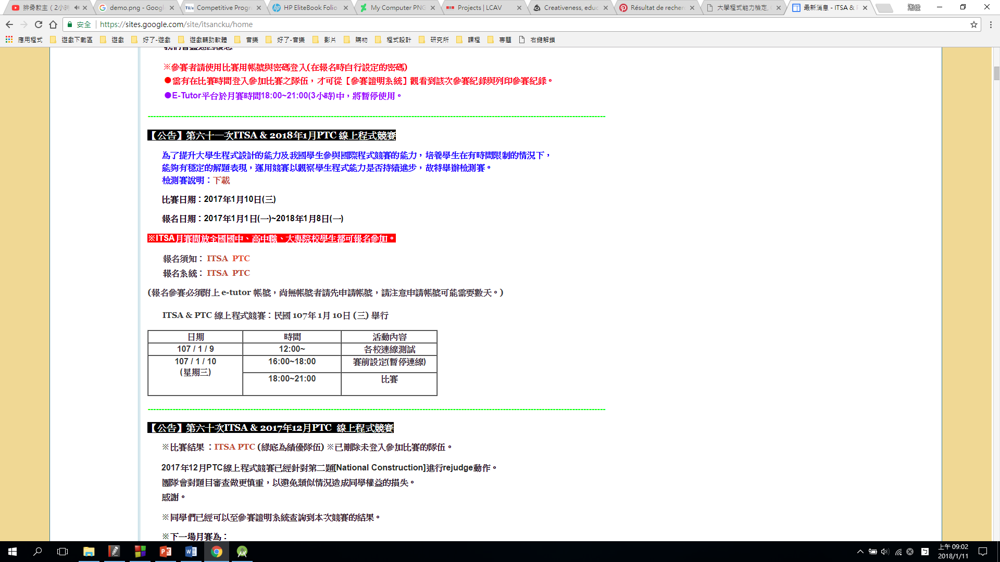 排骨教主（2小時
demo.png - Googl
Competitive Progr
HP EliteBook Folio
My Computer PNG
Projects | LCAV
Creativeness, educ
Résultat de recher
大學程式能力檢定,
最新消息 - ITSA &
湘俊
安全
https://sites.google.com/site/itsancku/home
應用程式 遊戲下載區 遊戲 好了-遊戲 遊戲輔助軟體 音樂 好了-音樂 影片 購物 程式設計 研究所 課程 專題 右鍵解鎖
※參賽者請使用比賽用帳號與密碼登入(在報名時自行設定的密碼)
●需有在比賽時間登入參加比賽之隊伍，才可從［參賽證明系統］觀看到該次參賽紀錄與列印參賽紀錄。
●E-Tutor平台於月賽時間18:00~21:00(3小時)中，將暫停使用。
【公告】第六十一次ITSA & 2018年1月PTC 線上程式競賽
為了提升大學生程式設計的能力及我國學生參與國際程式競賽的能力，培養學生在有時間限制的情況下，
能夠有穩定的解題表現，運用競賽以觀察學生程式能力是否持續進步，故特舉辦檢測賽。
檢測賽說明：下載
比賽日期：2017年1月10日(三)
報名日期：2017年1月1日(一)~2018年1月8日(一)
※ITSA月賽開放全國國中、高中職、大專院校學生都可報名參加。
報名須知： ITSA PTC
報名系統： ITSA PTC
(報名參賽必須附上 e-tutor 帳號，尚無帳號者請先申請帳號，請注意申請帳號可能需要數天。)
ITSA & PTC 線上程式競賽：民國 107年 1月 10日 (三) 舉行
日期 時間 活動內容
107 / 1 / 9 12:00~ 各校連線測試
107 / 1 / 10 16:00~18:00 賽前設定(暫停連線)
(星期三)
18:00~21:00 比賽
【公告】第六十次ITSA & 2017年12月PTC 線上程式競賽
※比賽結果 ：ITSA PTC (綠底為績優隊伍) ※已刪除未登入參加比賽的隊伍。
2017年12月PTC線上程式競賽已經針對第二題[National Construction]進行rejudge動作。
團隊會對題目審查做更慎重，以避免類似情況造成同學權益的損失。
感謝。
※同學們已經可以至參賽證明系統查詢到本次競賽的結果。
※下一場月賽為：
上午 09:02
2018/1/11